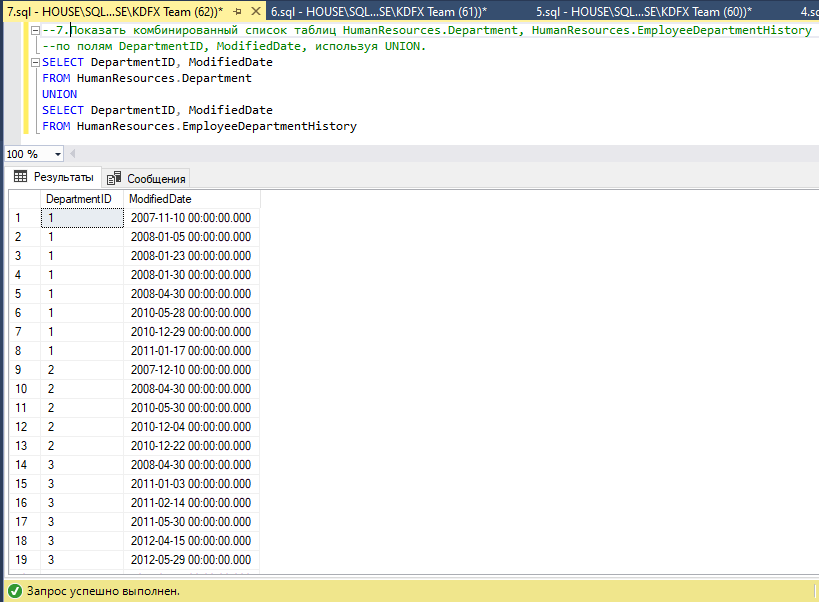 7.sql - HOUSE\SQL...SE\KDFX Team (62))* 6.sql - HOUSE\SQL...SE\KDFX Team (61))* 5.sql - HOUSE\SQL...SE\KDFX Team (60))* 4.sq
--7.Показать комбинированный список таблиц HumanResources.Department, HumanResources.EmployeeDepartmentHistory
--по полям DepartmentID, ModifiedDate, используя UNION.
SELECT DepartmentID, ModifiedDate
FROM HumanResources.Department
UNION
SELECT DepartmentID, ModifiedDate
FROM HumanResources.EmployeeDepartmentHistory
100 %
Результаты Сообщения
DepartmentID ModifiedDate
1 1 2007-11-10 00:00:00.000
2 1 2008-01-05 00:00:00.000
3 1 2008-01-23 00:00:00.000
4 1 2008-01-30 00:00:00.000
5 1 2008-04-30 00:00:00.000
6 1 2010-05-28 00:00:00.000
7 1 2010-12-29 00:00:00.000
8 1 2011-01-17 00:00:00.000
9 2 2007-12-10 00:00:00.000
10 2 2008-04-30 00:00:00.000
11 2 2010-05-30 00:00:00.000
12 2 2010-12-04 00:00:00.000
13 2 2010-12-22 00:00:00.000
14 3 2008-04-30 00:00:00.000
15 3 2011-01-03 00:00:00.000
16 3 2011-02-14 00:00:00.000
17 3 2011-05-30 00:00:00.000
18 3 2012-04-15 00:00:00.000
19 3 2012-05-29 00:00:00.000
Запрос успешно выполнен.